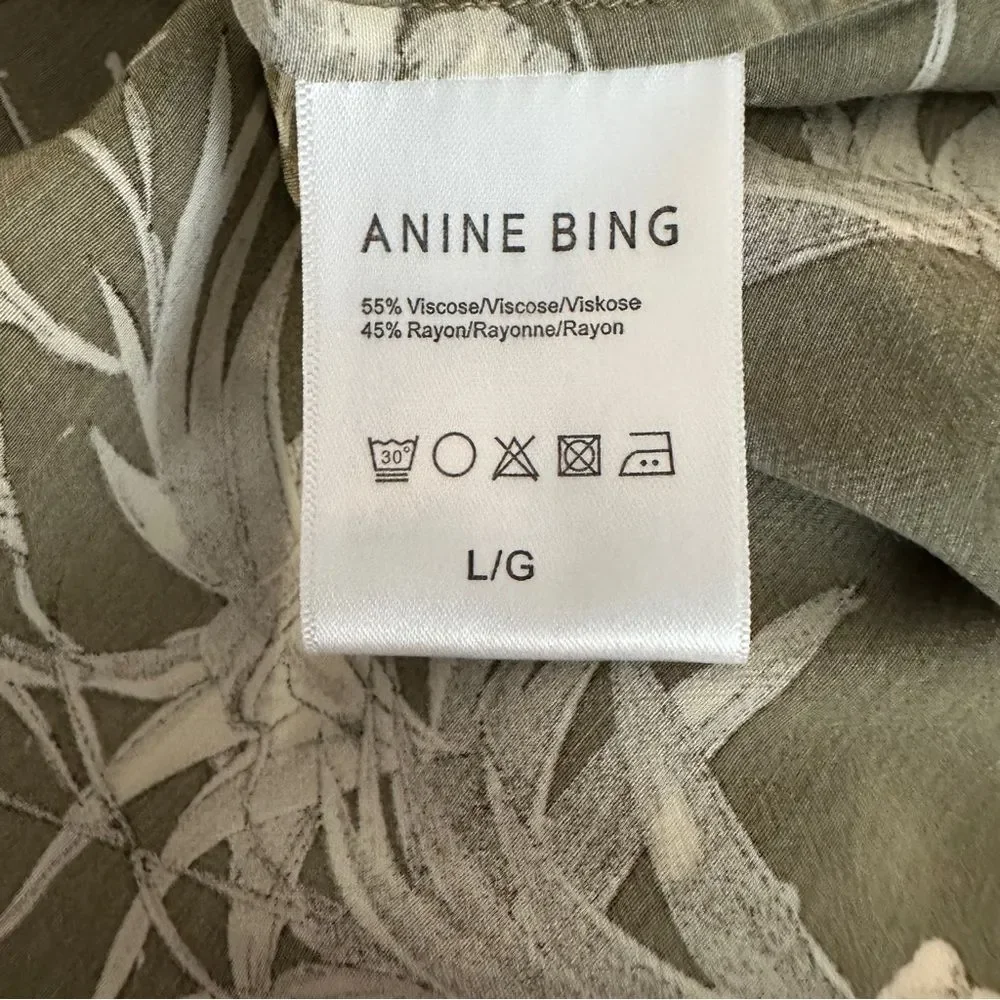 ANINE BING
55% Viscose/Viscose/Viskose
45% Rayon/Rayonne/Rayon
30°
L/G